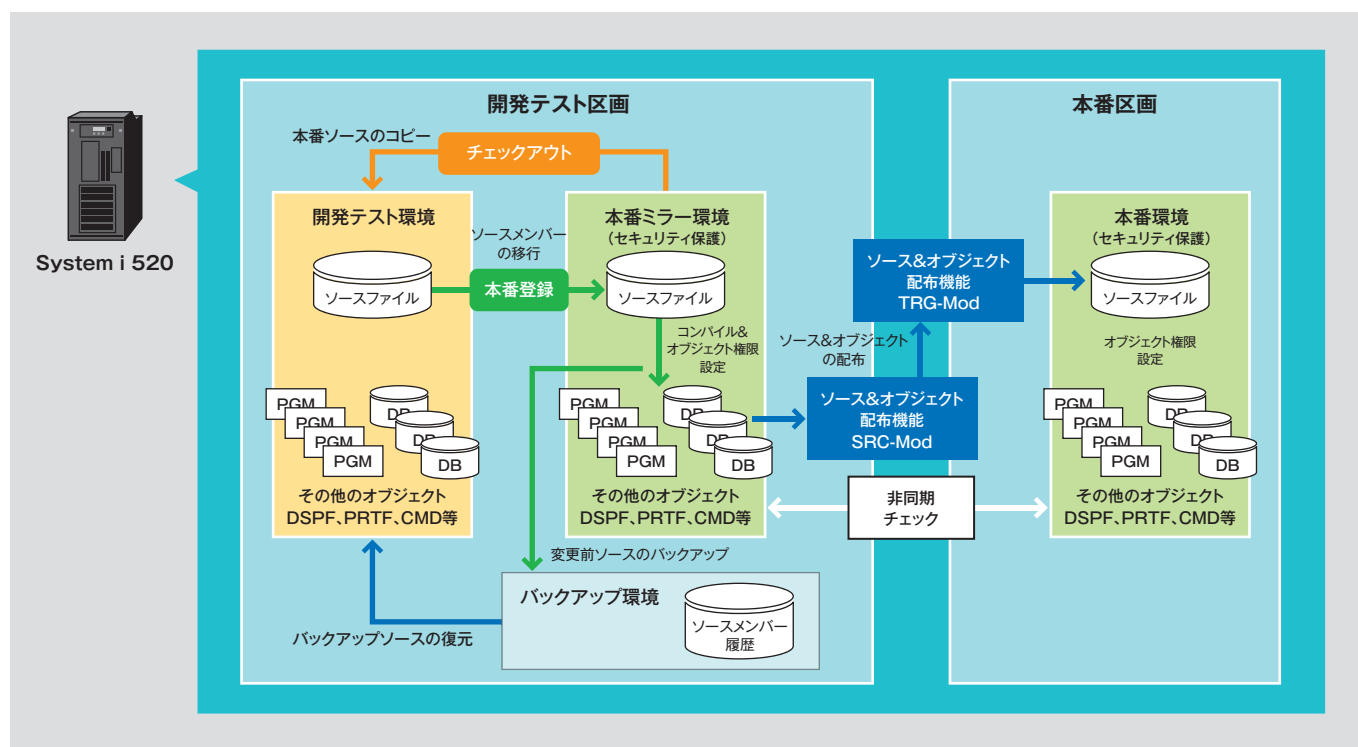 開発テスト区画
本番区画
本番ソースのコピー
チェックアウト
System i 520
開発テスト環境
ソースファイル
ソースメンバー
の移行
本番登録
本番ミラー環境
(セキュリティ保護)
ソースファイル
コンパイル&
オブジェクト権限
設定
PGM
PGM
PGM
PGM
DB
DB
DB
その他のオブジェクト
DSPF、PRTF、CMD等
PGM
PGM
PGM
PGM
DB
DB
DB
その他のオブジェクト
DSPF、PRTF、CMD等
ソース&オブジェクト
の配布
ソース&オブジェクト
配布機能
TRG-Mod
ソース&オブジェクト
配布機能
SRC-Mod
非同期
チェック
本番環境
(セキュリティ保護)
ソースファイル
オブジェクト権限
設定
PGM
PGM
PGM
PGM
DB
DB
DB
その他のオブジェクト
DSPF、PRTF、CMD等
変更前ソースのバックアップ
バックアップ環境
ソースメンバー
履歴
バックアップソースの復元